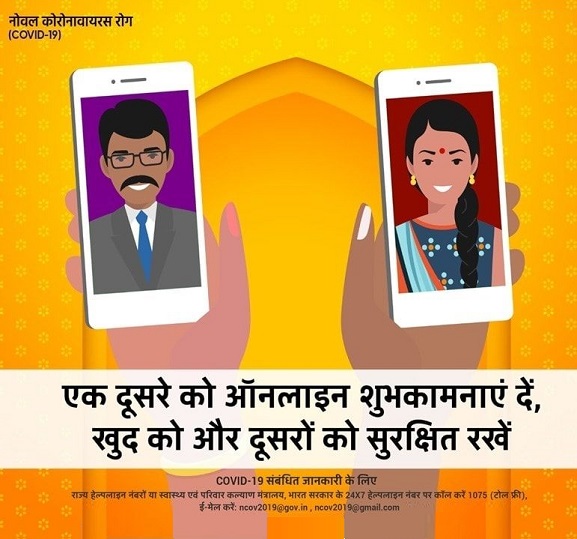 नोवल कोरोनावायरस रोग
(COVID-19)
एक दूसरे को ऑनलाइन शुभकामनाएं दें,
खुद को और दूसरों को सुरक्षित रखें
COVID-19 संबंधित जानकारी के लिए
राज्य हेल्पलाइन नंबरों या स्वास्थ्य एवं परिवार कल्याण मंत्रालय, भारत सरकार के 24X7 हेल्पलाइन नंबर पर कॉल करें 1075 (टोल फ्री),
ई-मेल करें: ncov2019@gov.in , ncov2019@gmail.com